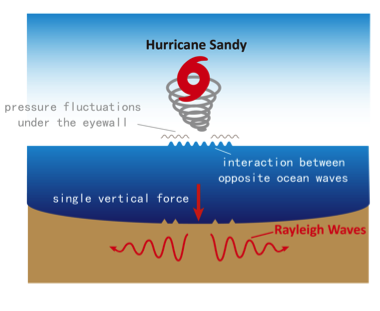 Hurricane Sandy
pressure fluctuations
under the eyewall
interaction between
opposite ocean waves
single vertical force
Rayleigh Waves